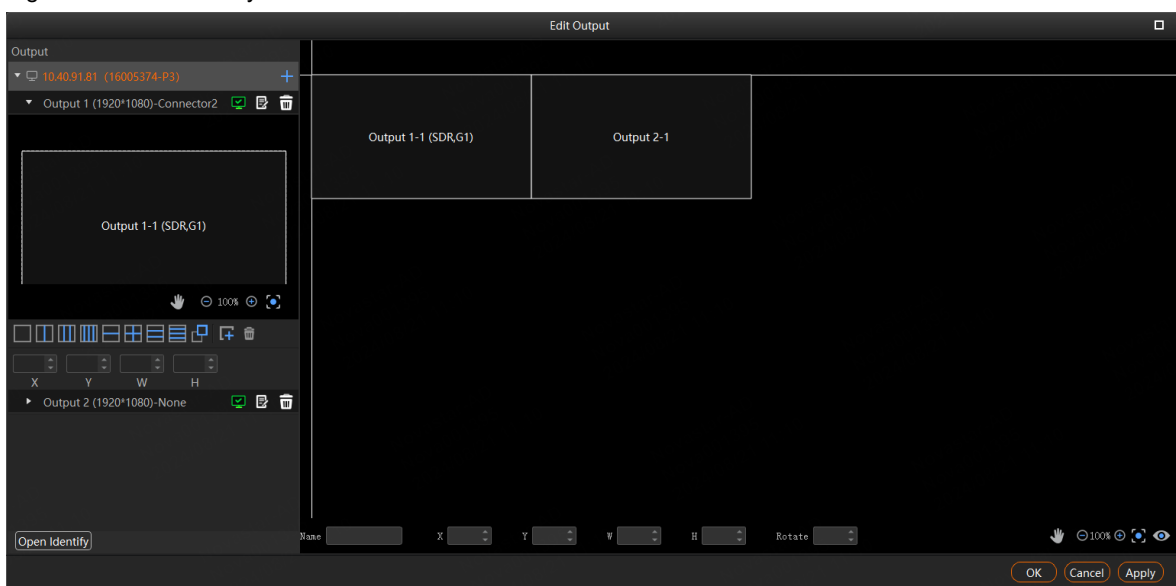 Edit Output
Output
10.40.91.81 (16005374-P3)
Output 1 (1920*1080)-Connector2
Output 1-1 (SDR,G1)
100%
X Y W H
Output 2 (1920*1080)-None
Open Identify
Output 1-1 (SDR,G1) Output 2-1
Name X Y W H Rotate 100%
OK Cancel Apply